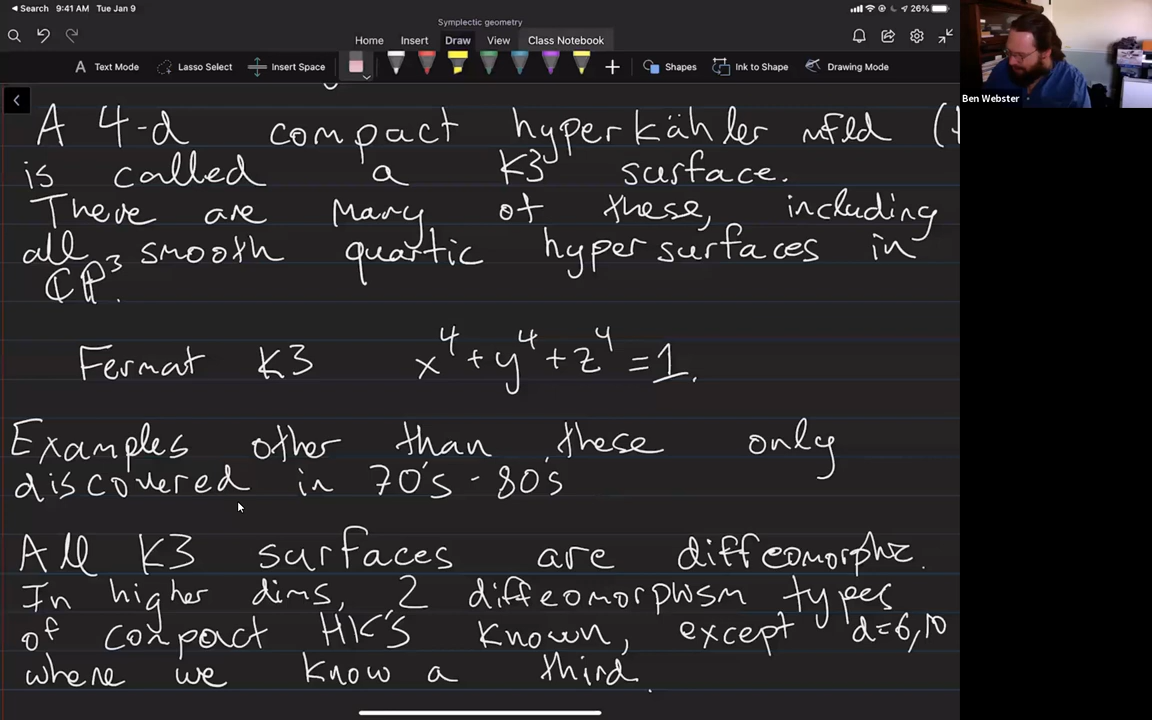 Search 9:41 AM Tue Jan 9
Symplectic geometry
26%
Home Insert Draw View Class Notebook
Text Mode Lasso Select Insert Space Shapes Ink to Shape Drawing Mode
Ben Webster
A 4-d compact hyperkähler mfld (
is called a K3 surface.
There are many of these, including
all smooth quartic hypersurfaces in
ℂℙ³.
Fermat K3 x⁴+y⁴+z⁴=1.
Examples other than these only
discovered in 70's - 80's
All K3 surfaces are diffeomorphic.
In higher dims, 2 diffeomorphism types
of compact HK's known, except d=6,10
where we know a third.